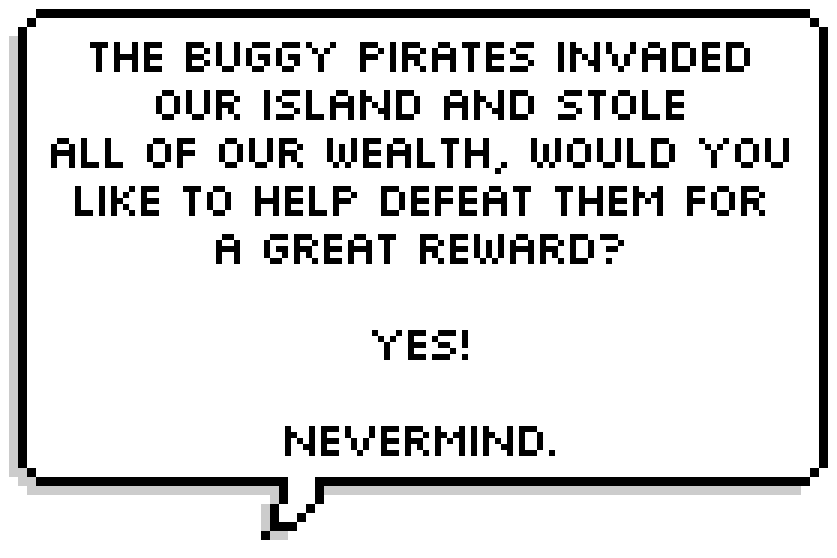 THE BUGGY PIRATES INVADED
OUR ISLAND AND STOLE
ALL OF OUR WEALTH, WOULD YOU
LIKE TO HELP DEFEAT THEM FOR
A GREAT REWARD?
YES!
NEVERMIND.